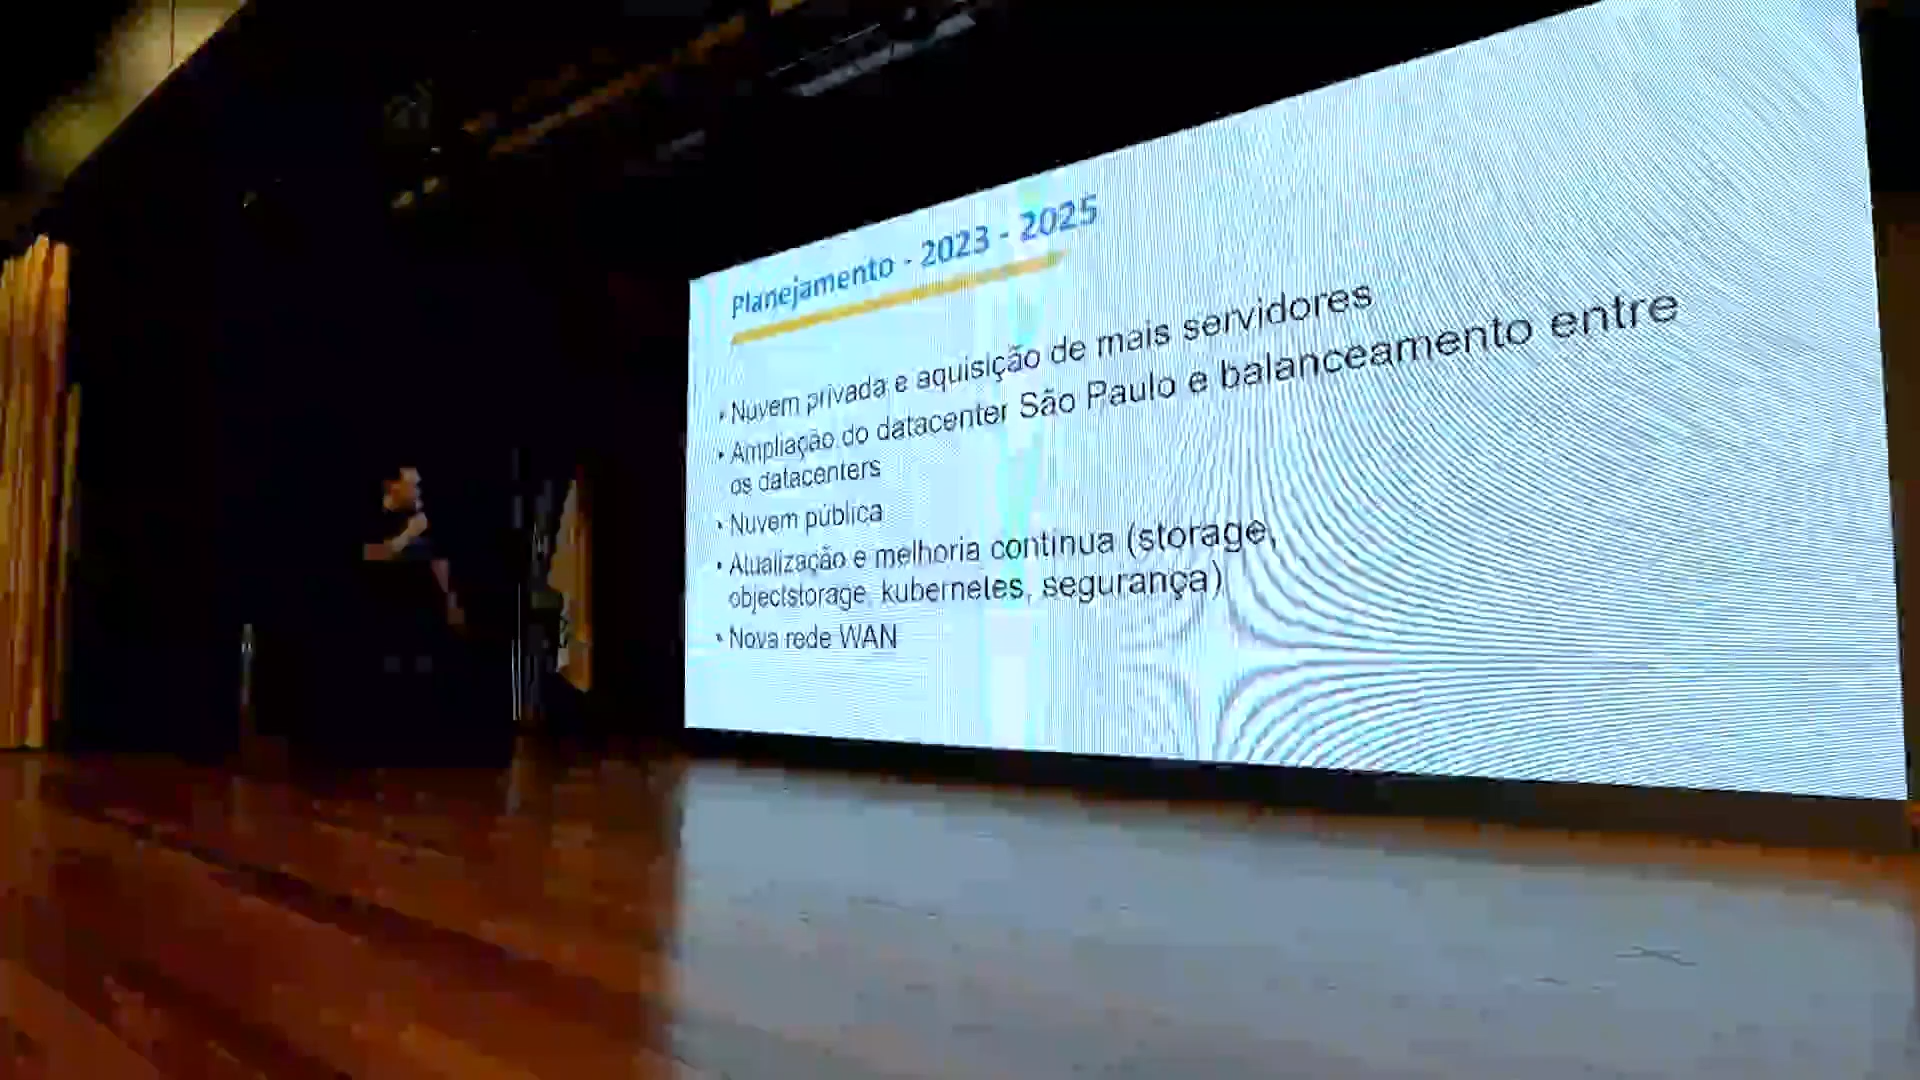 Planejamento - 2023 - 2025
• Nuvem privada e aquisição de mais servidores
• Ampliação do datacenter São Paulo e balanceamento entre
os datacenters
• Nuvem pública
• Atualização e melhoria contínua (storage,
objectstorage, kubernetes, segurança)
• Nova rede WAN